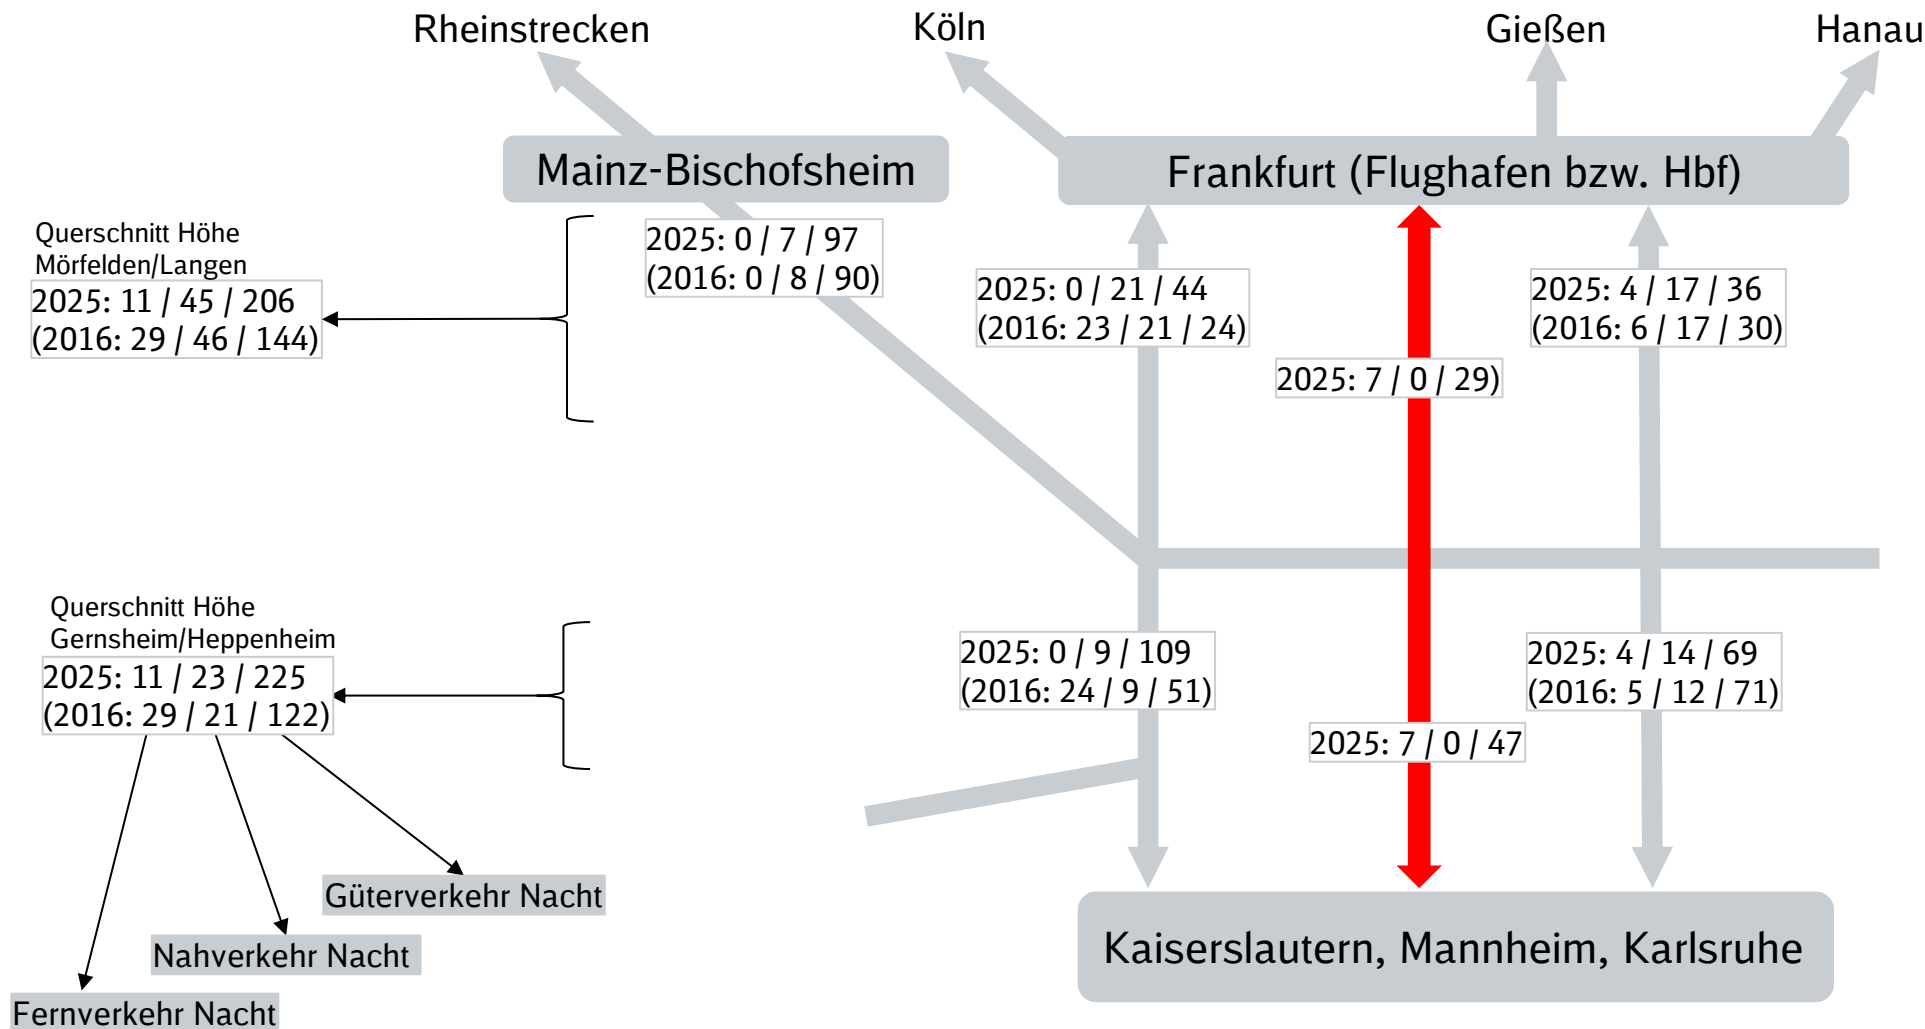 Rheinstrecken
Köln
Gießen
Hanau
Mainz-Bischofsheim
Frankfurt (Flughafen bzw. Hbf)
Querschnitt Höhe
Mörfelden/Langen
2025: 11 / 45 / 206
(2016: 29 / 46 / 144)
2025: 0 / 7 / 97
(2016: 0 / 8 / 90)
2025: 0 / 21 / 44
(2016: 23 / 21 / 24)
2025: 7 / 0 / 29)
2025: 4 / 17 / 36
(2016: 6 / 17 / 30)
Querschnitt Höhe
Gernsheim/Heppenheim
2025: 11 / 23 / 225
(2016: 29 / 21 / 122)
2025: 0 / 9 / 109
(2016: 24 / 9 / 51)
2025: 7 / 0 / 47
2025: 4 / 14 / 69
(2016: 5 / 12 / 71)
Güterverkehr Nacht
Nahverkehr Nacht
Fernverkehr Nacht
Kaiserslautern, Mannheim, Karlsruhe